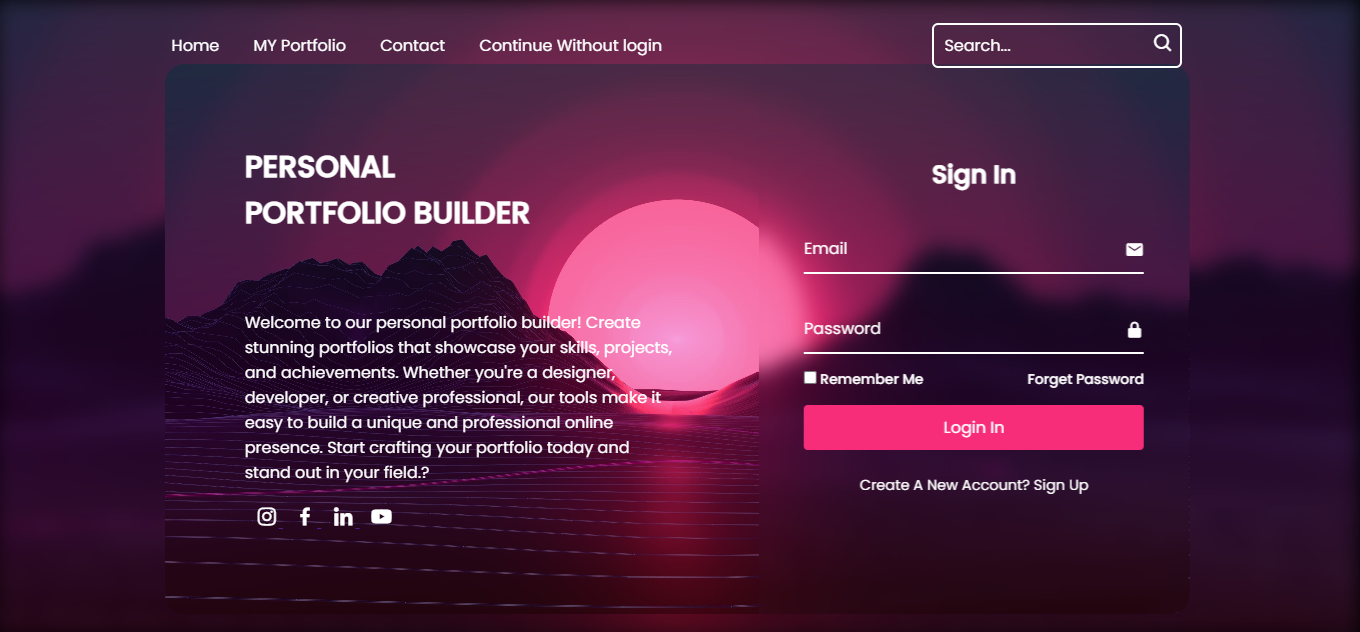 Home MY Portfolio Contact Continue Without login Search...
PERSONAL
PORTFOLIO BUILDER
Welcome to our personal portfolio builder! Create
stunning portfolios that showcase your skills, projects,
and achievements. Whether you're a designer,
developer, or creative professional, our tools make it
easy to build a unique and professional online
presence. Start crafting your portfolio today and
stand out in your field.?
Sign In
Email
Password
Remember Me Forget Password
Login In
Create A New Account? Sign Up